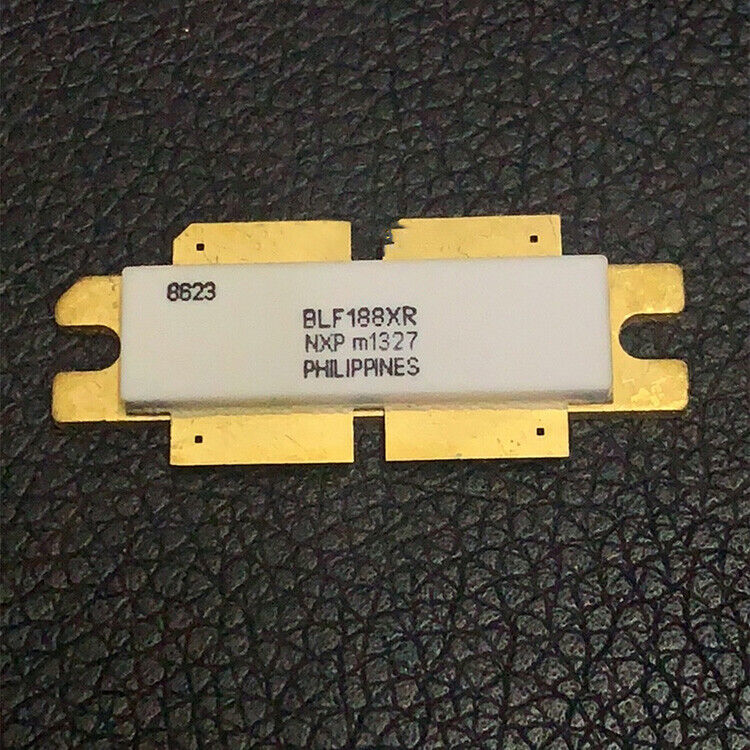 8623
BLF188XR
NXP m1327
PHILIPPINES